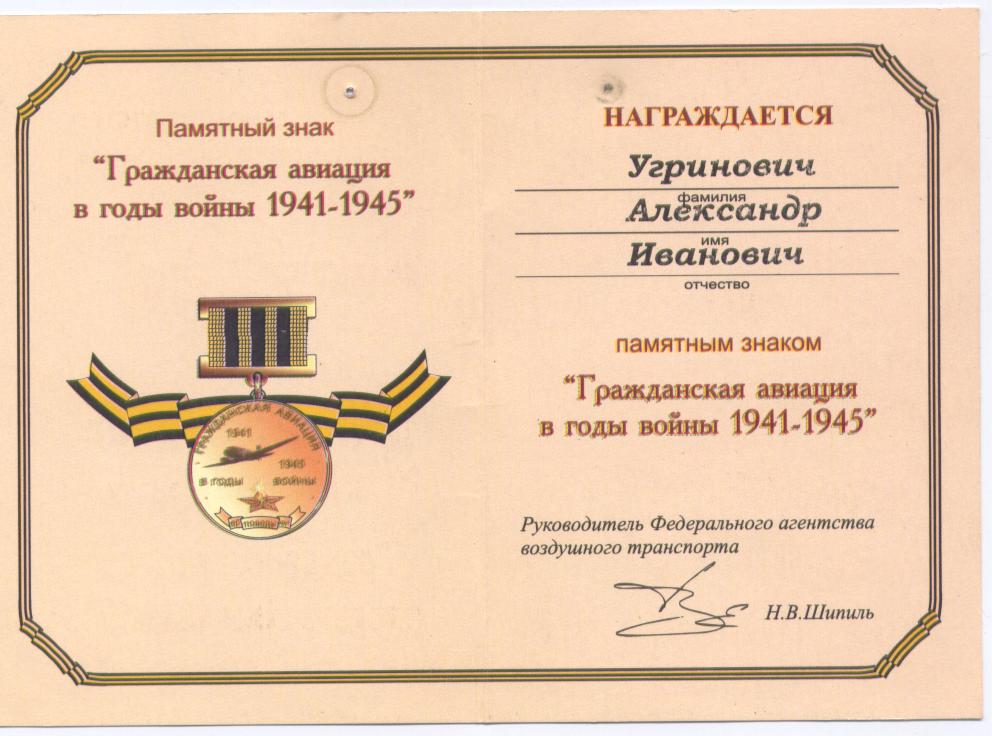 Памятный знак
“Гражданская авиация
в годы войны 1941-1945”
ГРАЖДАНСКАЯ АВИАЦИЯ
1941
1945
В ГОДЫ ВОЙНЫ
НАГРАЖДАЕТСЯ
Угринович
фамилия
Александр
имя
Иванович
отчество
памятным знаком
“Гражданская авиация
в годы войны 1941-1945”
Руководитель Федерального агентства
воздушного транспорта
Н.В.Шипиль